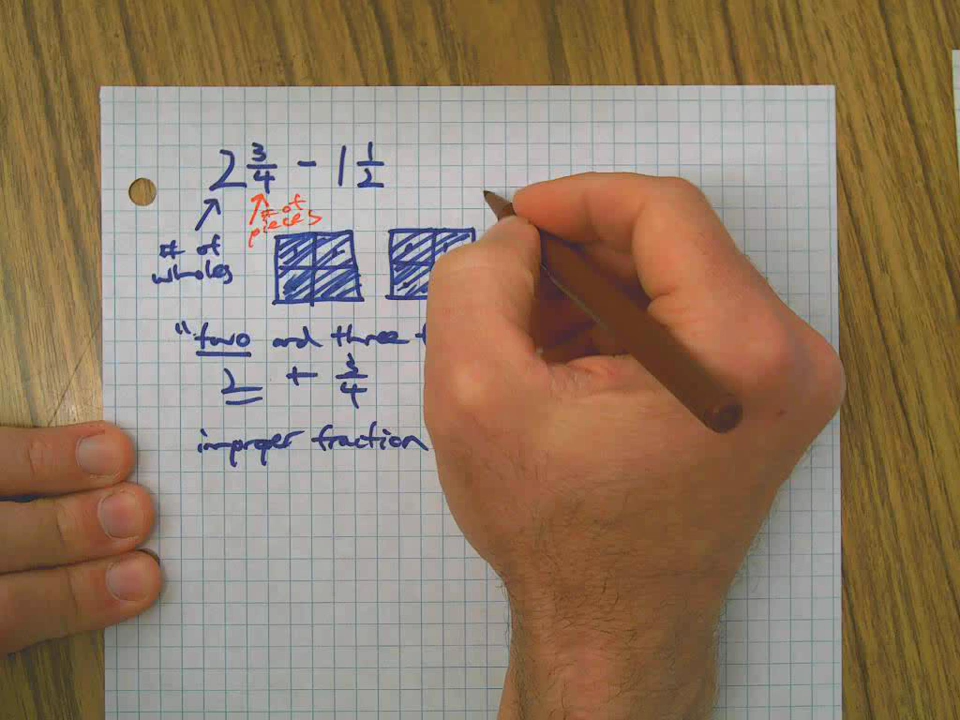 2 3/4 - 1 1/2
# of wholes
# of pieces
"two and three
2 + 3/4
improper fraction